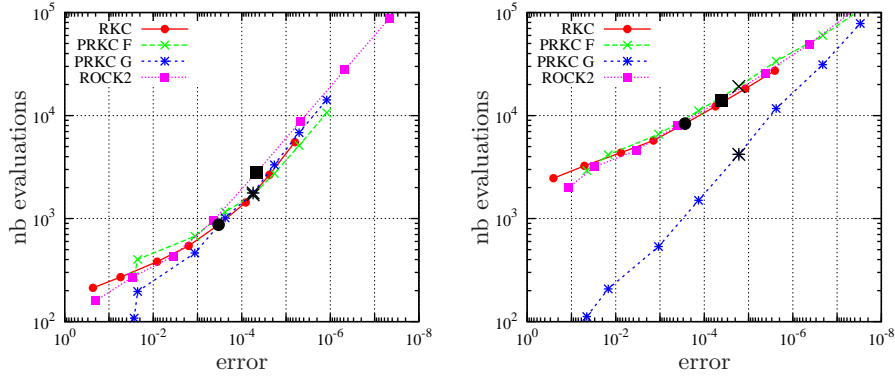 10^5
10^4
10^3
10^2
nb evaluations
RKC
PRKC F
PRKC G
ROCK2
10^0 10^-2 10^-4 10^-6 10^-8
error
10^5
10^4
10^3
10^2
nb evaluations
RKC
PRKC F
PRKC G
ROCK2
10^0 10^-2 10^-4 10^-6 10^-8
error